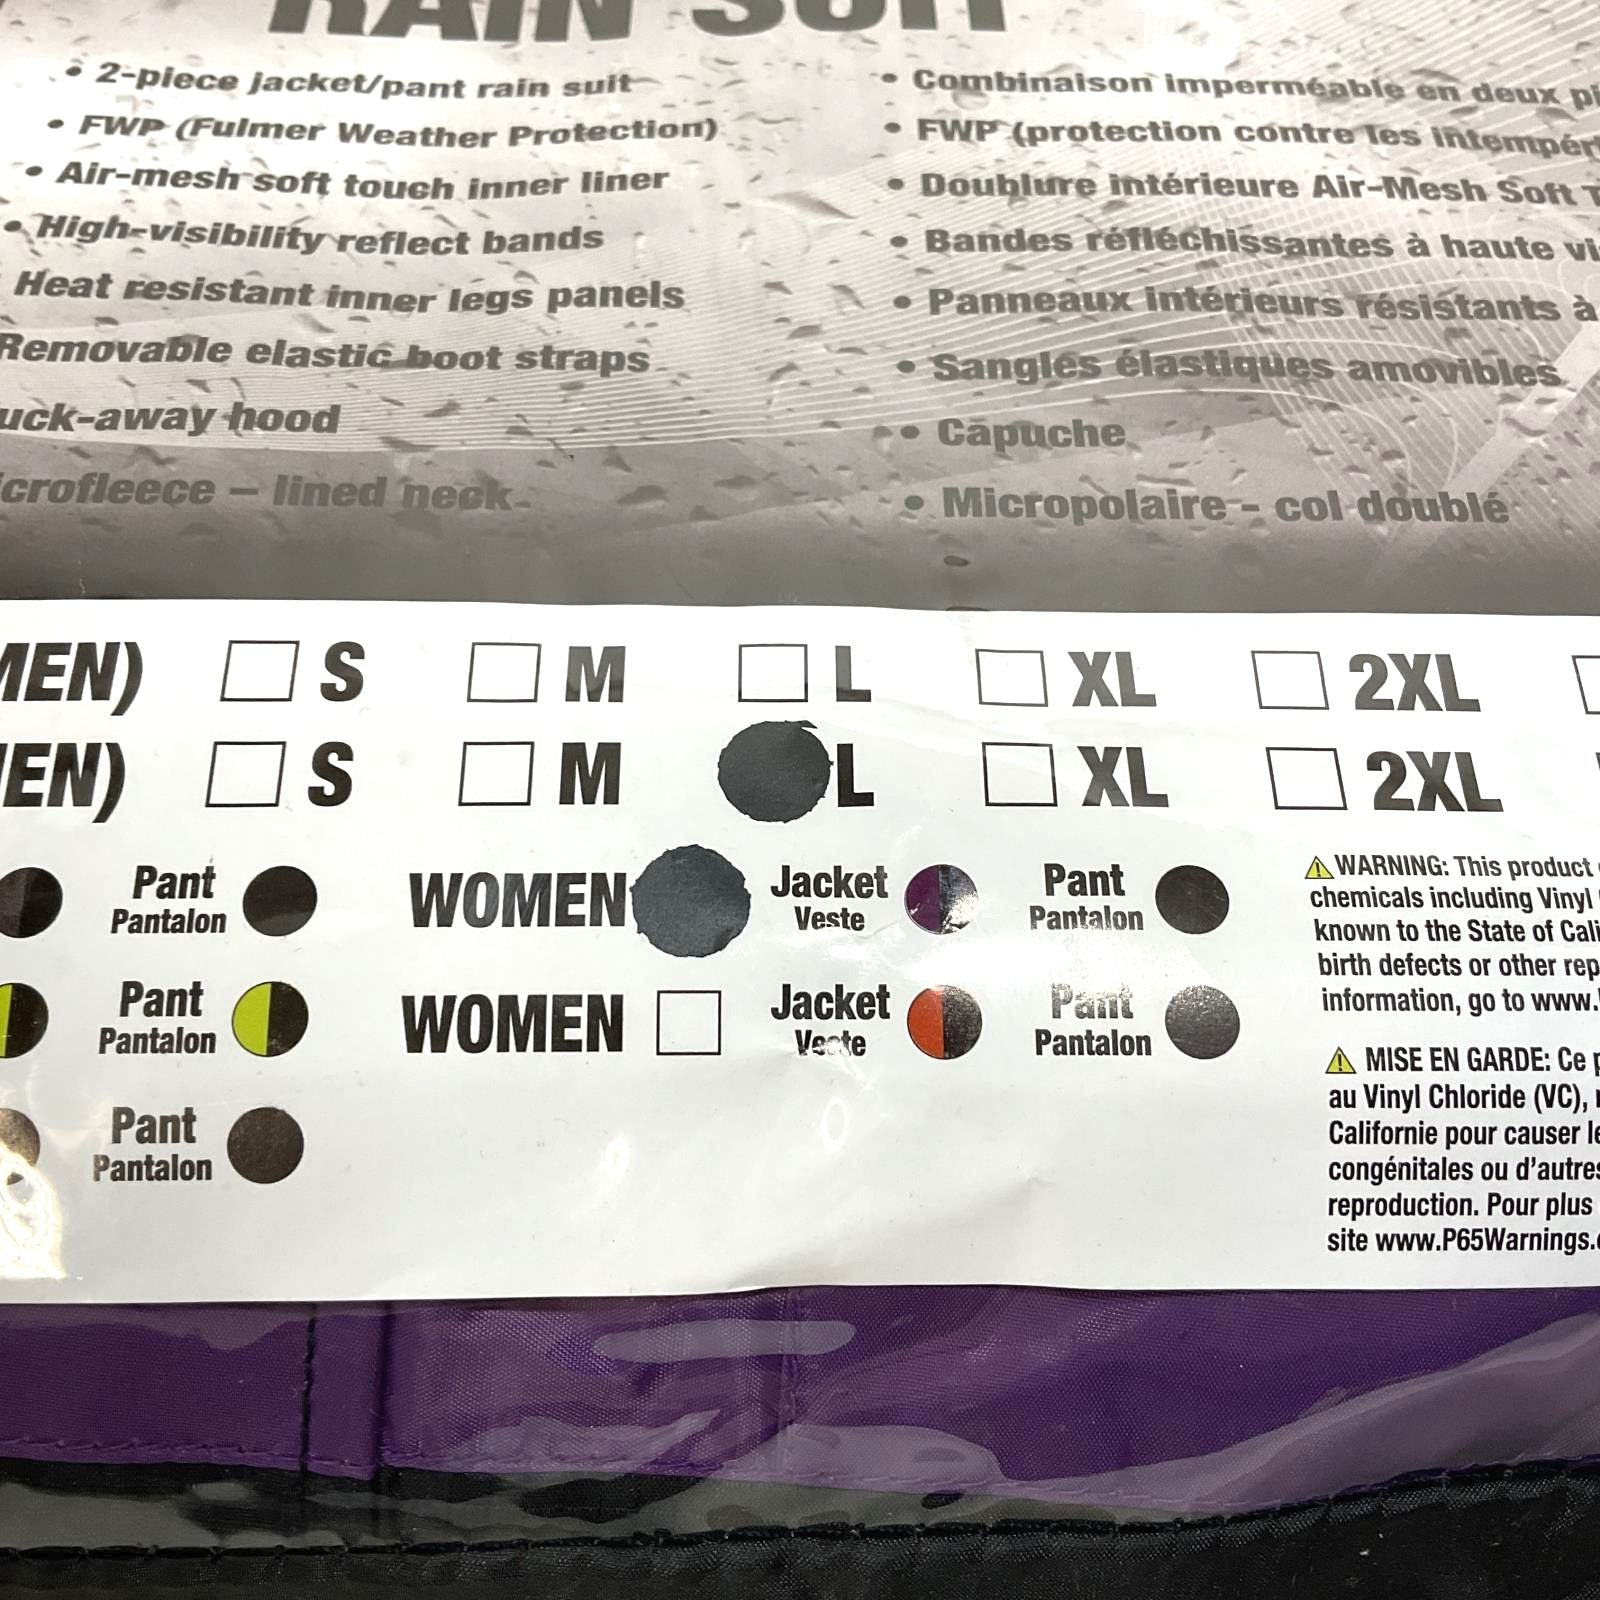 RAIN SUIT
• 2-piece jacket/pant rain suit
• FWP (Fulmer Weather Protection)
• Air-mesh soft touch inner liner
• High-visibility reflect bands
Heat resistant inner legs panels
Removable elastic boot straps
uck-away hood
icrofleece – lined neck
• Combinaison imperméable en deux pi
• FWP (protection contre les intempér
• Doublure intérieure Air-Mesh Soft T
• Bandes réfléchissantes à haute vi
• Panneaux intérieurs résistants à
• Sangles élastiques amovibles
• Capuche
• Micropolaire - col doublé
MEN) S M L XL 2XL
EN) S M L XL 2XL
Pant
Pantalon
WOMEN
Jacket
Veste
Pant
Pantalon
Pant
Pantalon
WOMEN
Jacket
Veste
Pant
Pantalon
Pant
Pantalon
WARNING: This product
chemicals including Vinyl
known to the State of Cali
birth defects or other rep
information, go to www.
MISE EN GARDE: Ce p
au Vinyl Chloride (VC),
Californie pour causer le
congénitales ou d'autres
reproduction. Pour plus
site www.P65Warnings.